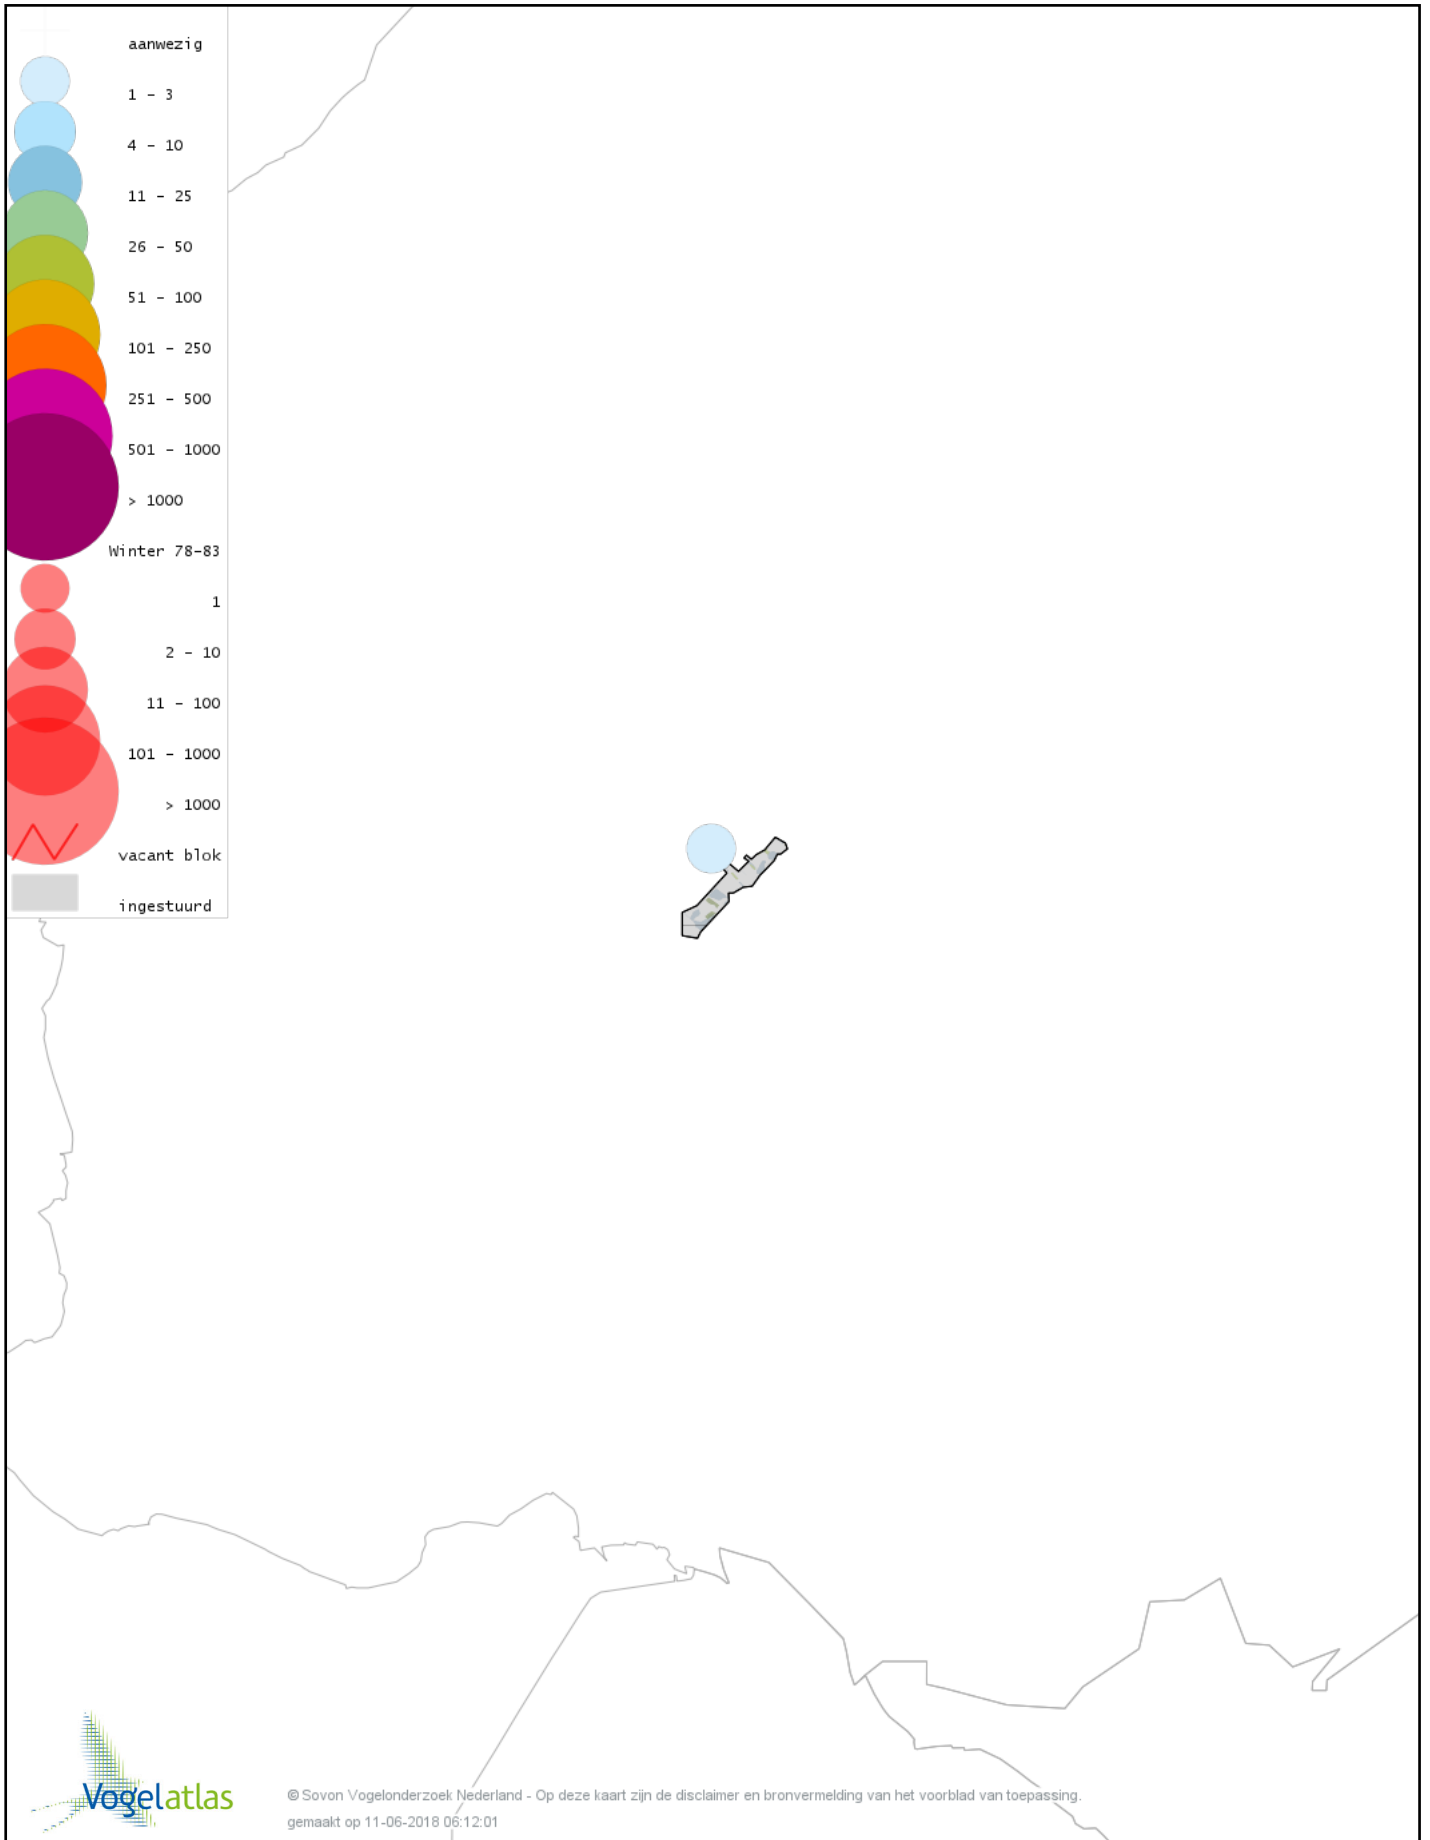 aanwezig
1 - 3
4 - 10
11 - 25
26 - 50
51 - 100
101 - 250
251 - 500
501 - 1000
> 1000
Winter 78-83
1
2 - 10
11 - 100
101 - 1000
> 1000
vacant blok
ingestuurd
Vogelatlas
© Sovon Vogelonderzoek Nederland - Op deze kaart zijn de disclaimer en bronvermelding van het voorblad van toepassing.
gemaakt op 11-06-2018 06:12:01